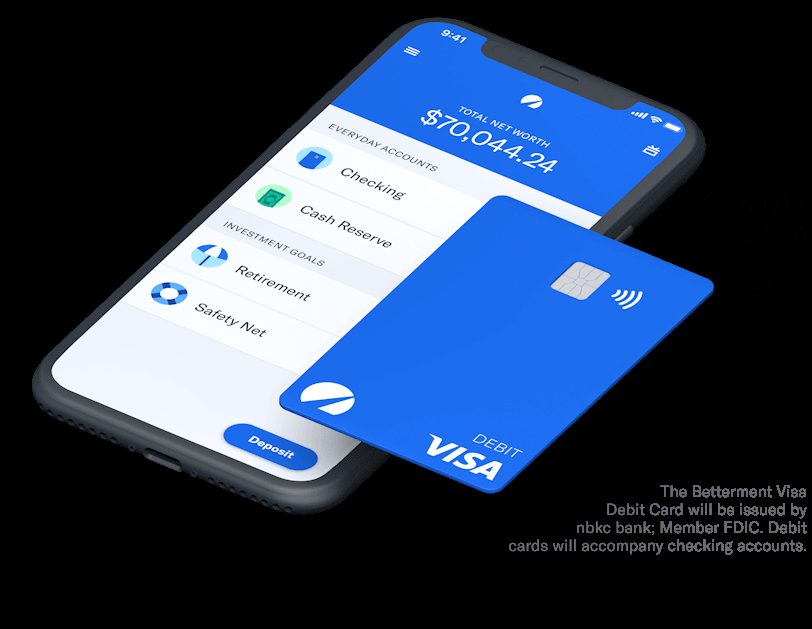 9:41
TOTAL NET WORTH
$70,044.24
EVERYDAY ACCOUNTS
Checking
Cash Reserve
INVESTMENT GOALS
Retirement
Safety Net
Deposit
DEBIT
VISA
The Betterment Visa
Debit Card will be issued by
nbkc bank; Member FDIC. Debit
cards will accompany checking accounts.